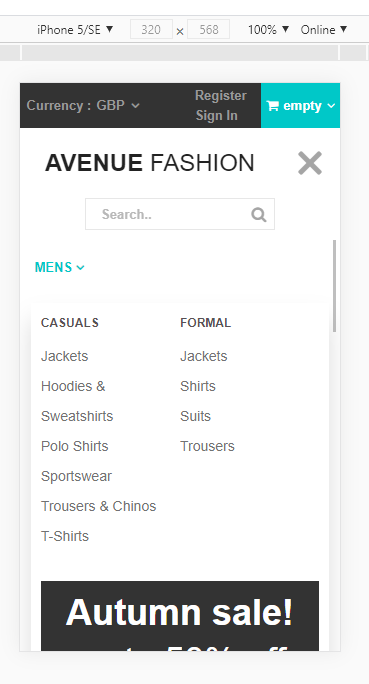 iPhone 5/SE ▼ 320 × 568 100% ▼ Online ▼
Currency : GBP
Register
Sign In
empty
AVENUE FASHION
Search..
MENS
CASUALS
Jackets
Hoodies &
Sweatshirts
Polo Shirts
Sportswear
Trousers & Chinos
T-Shirts
FORMAL
Jackets
Shirts
Suits
Trousers
Autumn sale!